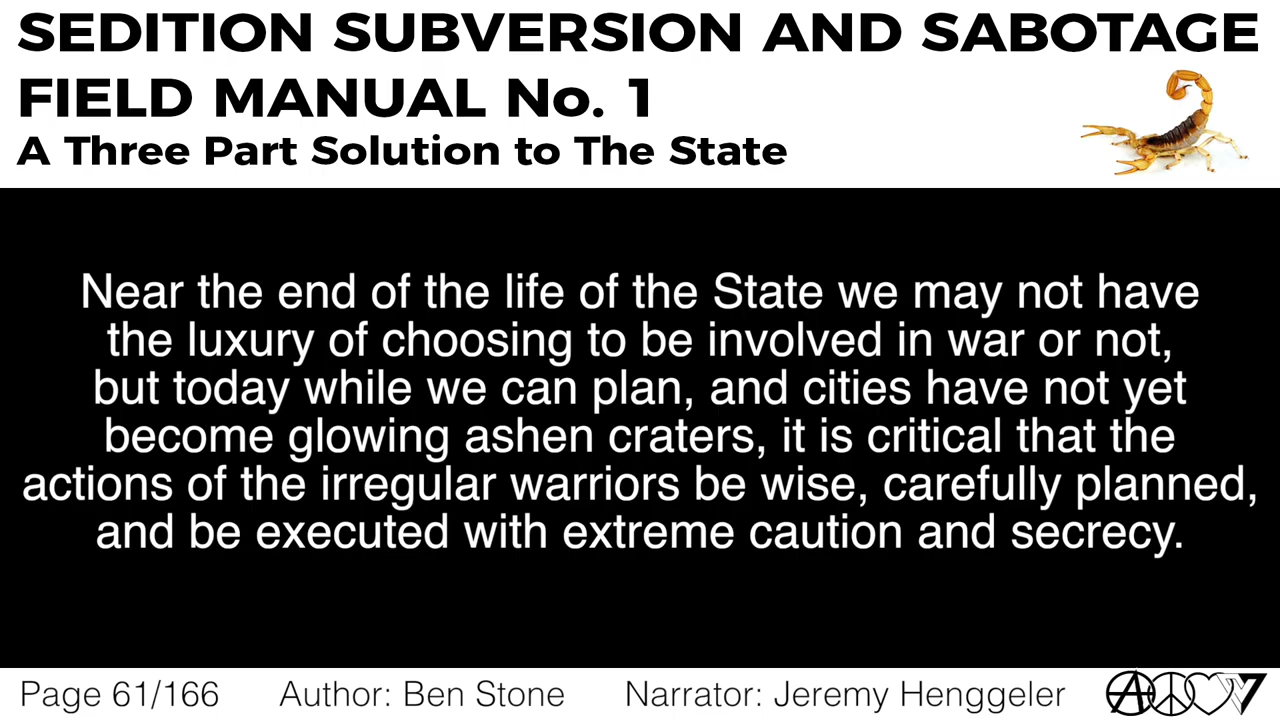 SEDITION SUBVERSION AND SABOTAGE
FIELD MANUAL No. 1
A Three Part Solution to The State
Near the end of the life of the State we may not have
the luxury of choosing to be involved in war or not,
but today while we can plan, and cities have not yet
become glowing ashen craters, it is critical that the
actions of the irregular warriors be wise, carefully planned,
and be executed with extreme caution and secrecy.
Page 61/166 Author: Ben Stone Narrator: Jeremy Henggeler